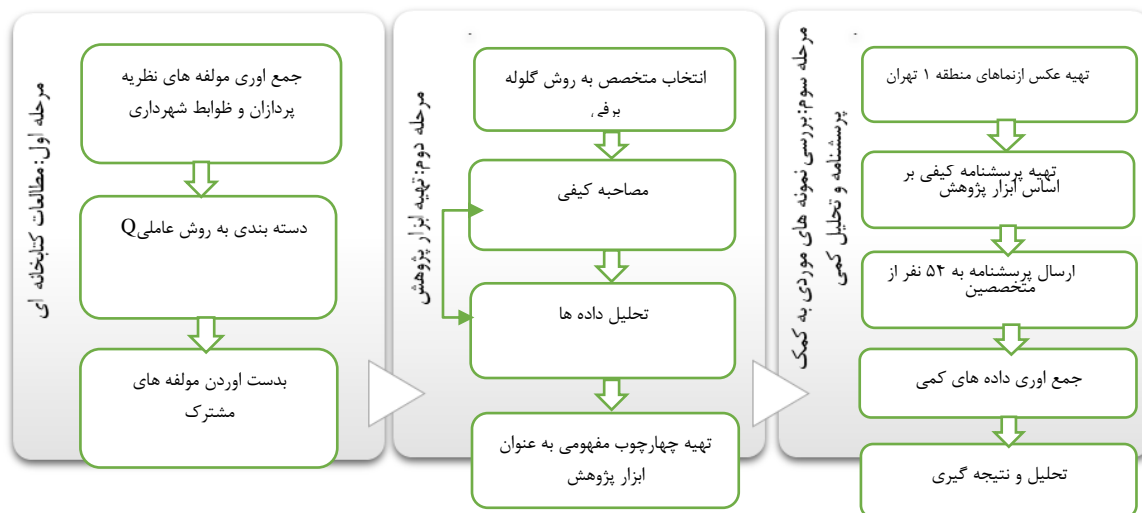 مرحله اول:مطالعات کتابخانه ای
جمع اوری مولفه های نظریه
پردازان و ظوابط شهرداری
دسته بندی به روش عاملیQ
بدست اوردن مولفه های
مشترک
مرحله دوم:تهیه ابزار پژوهش
انتخاب متخصص به روش گلوله
برفی
مصاحبه کیفی
تحلیل داده ها
تهیه چهارچوب مفهومی به عنوان
ابزار پژوهش
مرحله سوم:بررسی نمونه های موردی به کمک
پرسشنامه و تحلیل کمی
تهیه عکس ازنماهای منطقه ۱ تهران
تهیه پرسشنامه کیفی بر
اساس ابزار پژوهش
ارسال پرسشنامه به ۵۴ نفر از
متخصصین
جمع اوری داده های کمی
تحلیل و نتیجه گیری